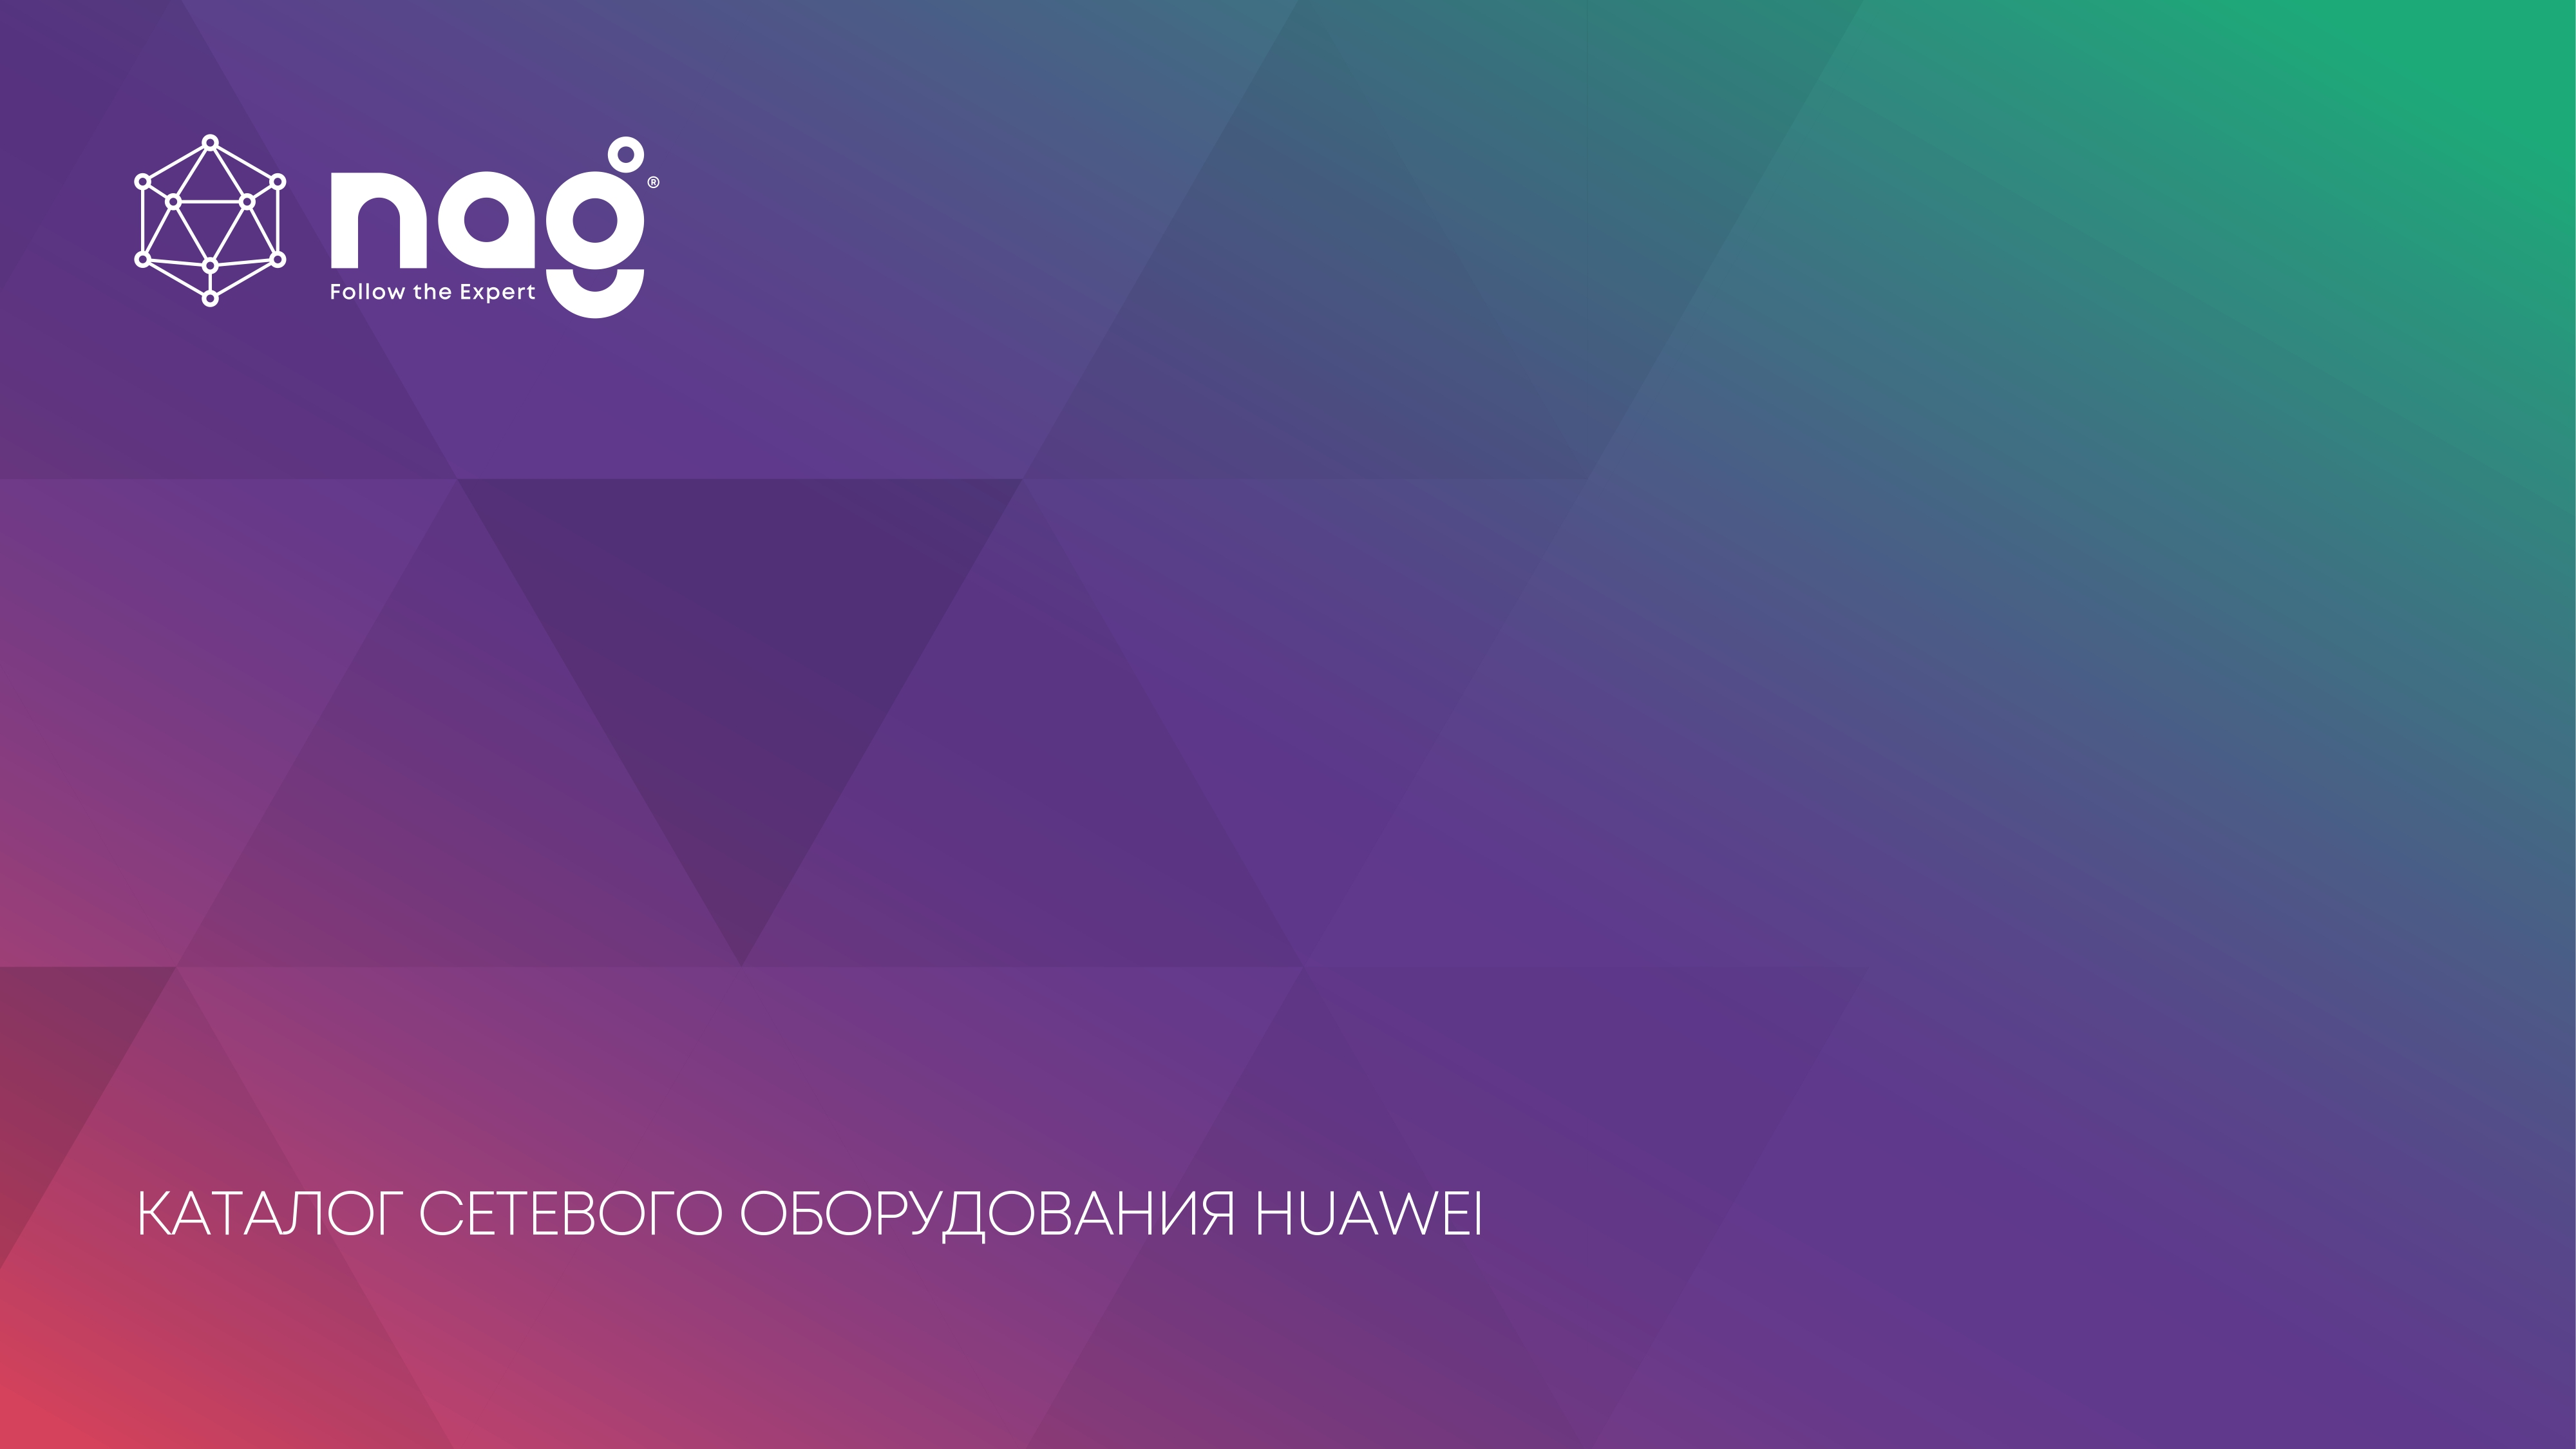 nag®
Follow the Expert
КАТАЛОГ СЕТЕВОГО ОБОРУДОВАНИЯ HUAWEI